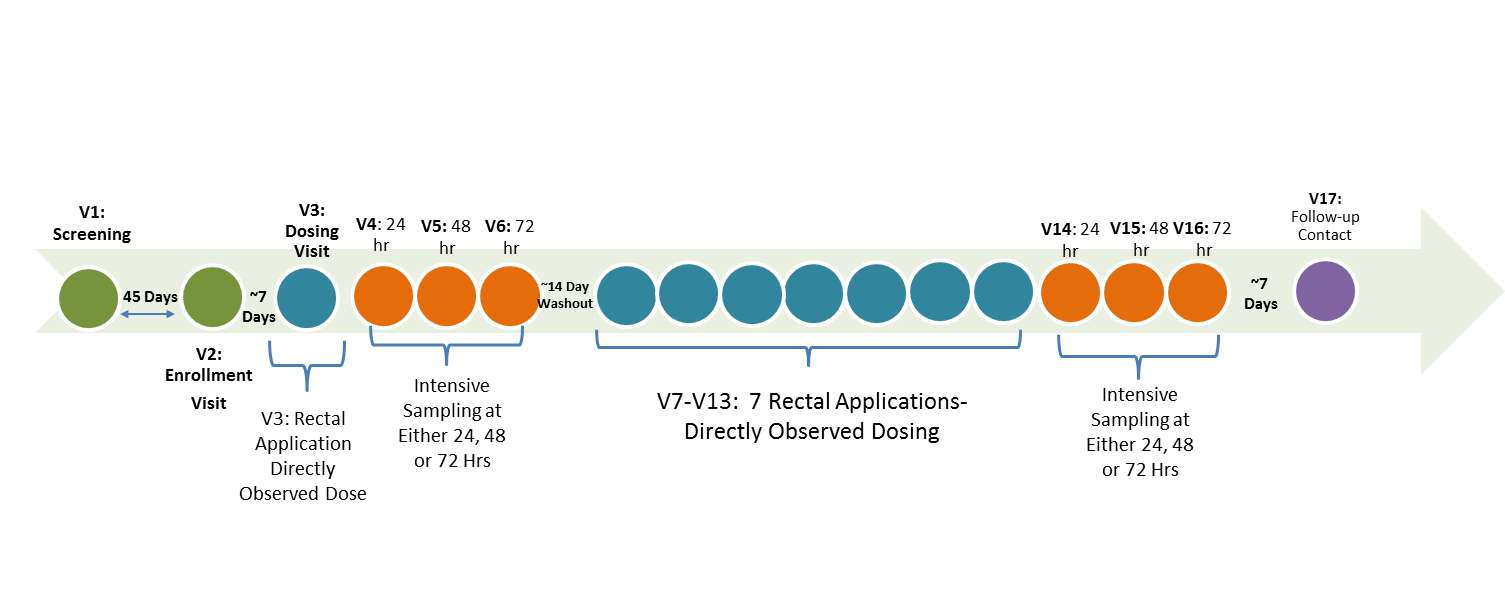 V1:
Screening
45 Days
V2:
Enrollment
Visit
~7
Days
V3:
Dosing
Visit
V3: Rectal
Application
Directly
Observed Dose
V4: 24
hr
V5: 48
hr
V6: 72
hr
Intensive
Sampling at
Either 24, 48
or 72 Hrs
~14 Day
Washout
V7-V13:  7 Rectal Applications-
Directly Observed Dosing
V14: 24
hr
V15: 48
hr
V16: 72
hr
Intensive
Sampling at
Either 24, 48
or 72 Hrs
~7
Days
V17:
Follow-up
Contact